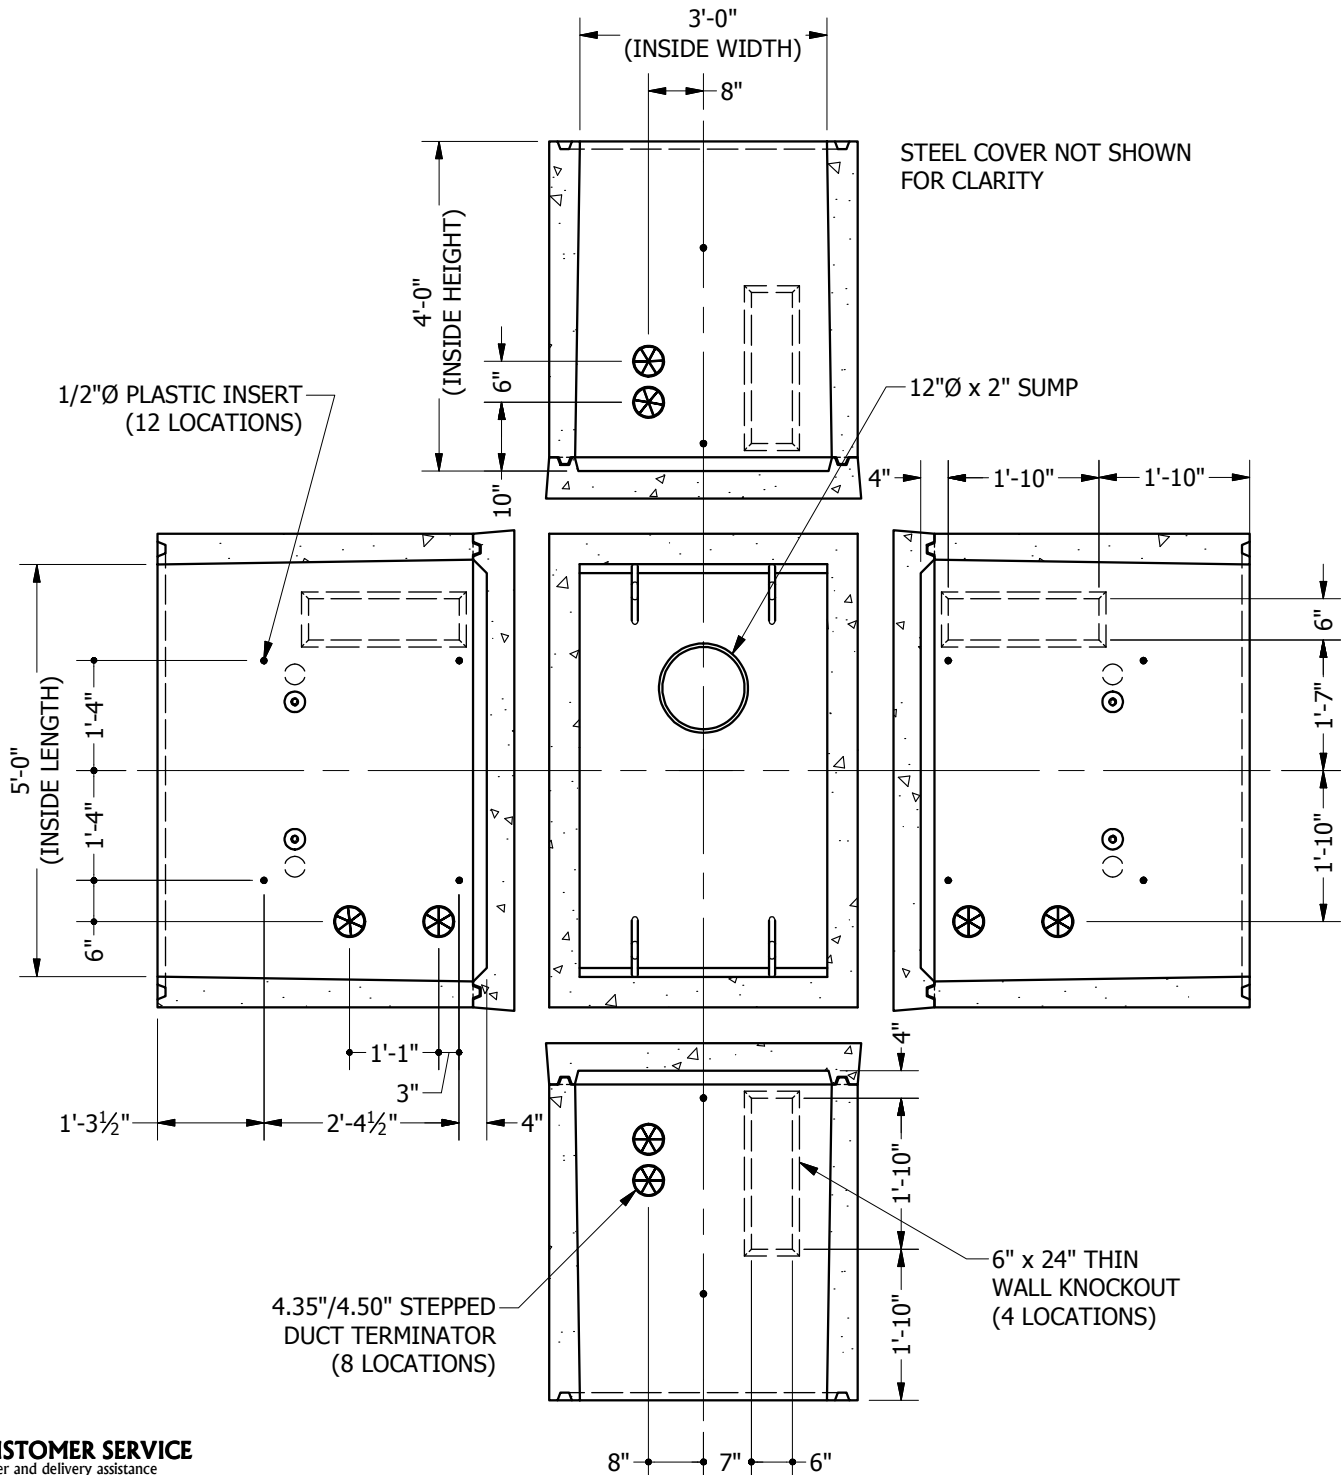 3'-0"
(INSIDE WIDTH)
8"
STEEL COVER NOT SHOWN
FOR CLARITY
4'-0"
(INSIDE HEIGHT)
6"
10"
1/2"Ø PLASTIC INSERT
(12 LOCATIONS)
12"Ø x 2" SUMP
4"
1'-10"
1'-10"
6"
1'-7"
1'-10"
5'-0"
(INSIDE LENGTH)
1'-4"
1'-4"
6"
1'-1"
3"
1'-3½"
2'-4½"
4"
4"
1'-10"
1'-10"
4.35"/4.50" STEPPED
DUCT TERMINATOR
(8 LOCATIONS)
6" x 24" THIN
WALL KNOCKOUT
(4 LOCATIONS)
8"
7"
6"
STOMER SERVICE
er and delivery assistance